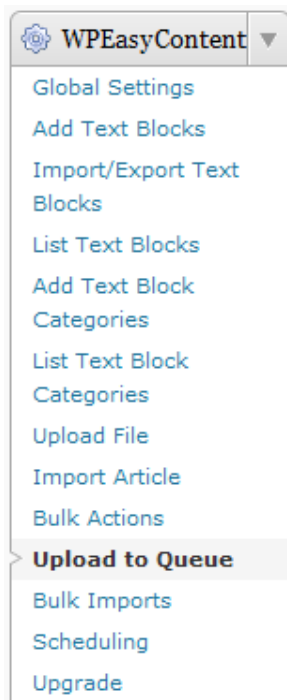 WPEasyContent
Global Settings
Add Text Blocks
Import/Export Text
Blocks
List Text Blocks
Add Text Block
Categories
List Text Block
Categories
Upload File
Import Article
Bulk Actions
Upload to Queue
Bulk Imports
Scheduling
Upgrade